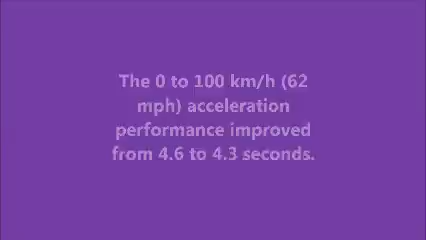 The 0 to 100 km/h (62
mph) acceleration
performance improved
from 4.6 to 4.3 seconds.